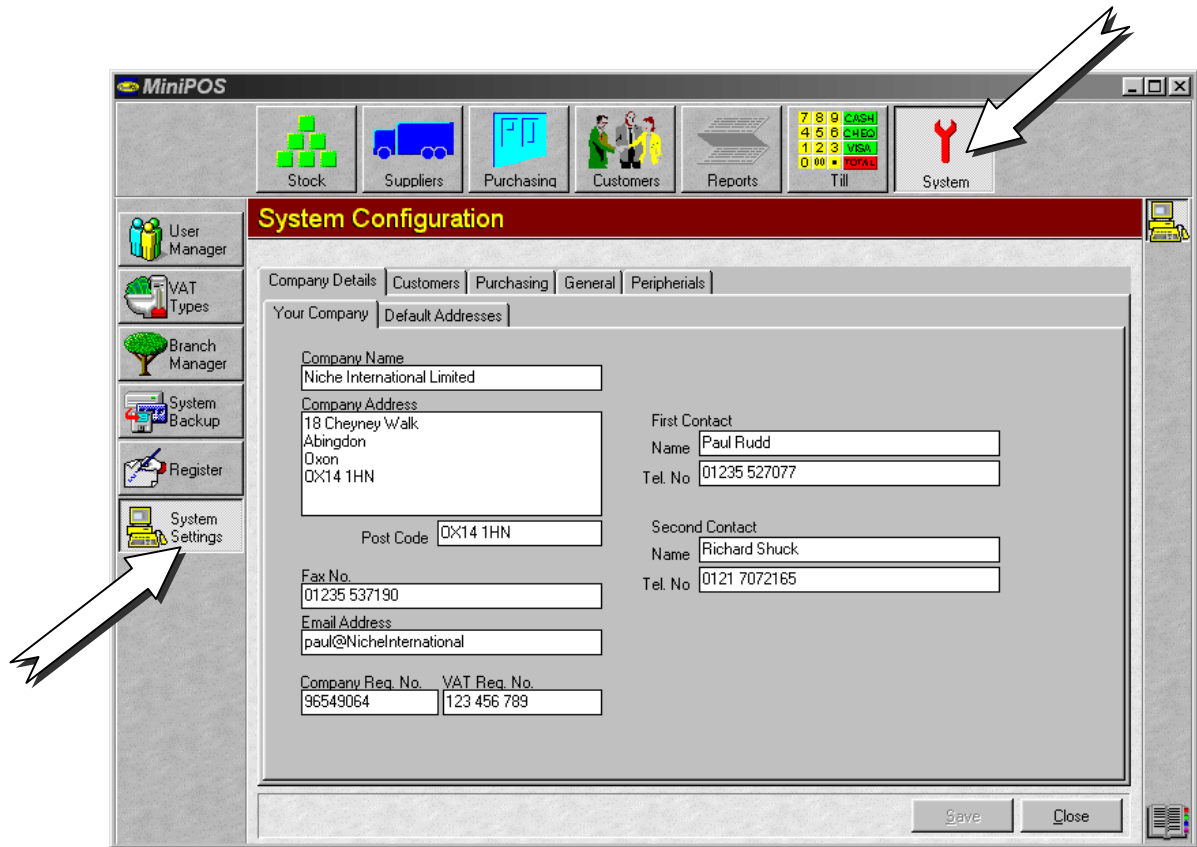 MiniPOS
7 8 9 CASH
4 5 6 CHEQ
1 2 3 VISA
0 00 ▪ TOTAL
Stock Suppliers Purchasing Customers Reports Till System
System Configuration
User
Manager
VAT
Types
Branch
Manager
System
Backup
Register
System
Settings
Company Details Customers Purchasing General Peripherials
Your Company Default Addresses
Company Name
Niche International Limited
Company Address
18 Cheyney Walk
Abingdon
Oxon
OX14 1HN
Post Code OX14 1HN
Fax No.
01235 537190
Email Address
paul@NicheInternational
Company Reg. No. VAT Reg. No.
96549064 123 456 789
First Contact
Name Paul Rudd
Tel. No 01235 527077
Second Contact
Name Richard Shuck
Tel. No 0121 7072165
Save Close